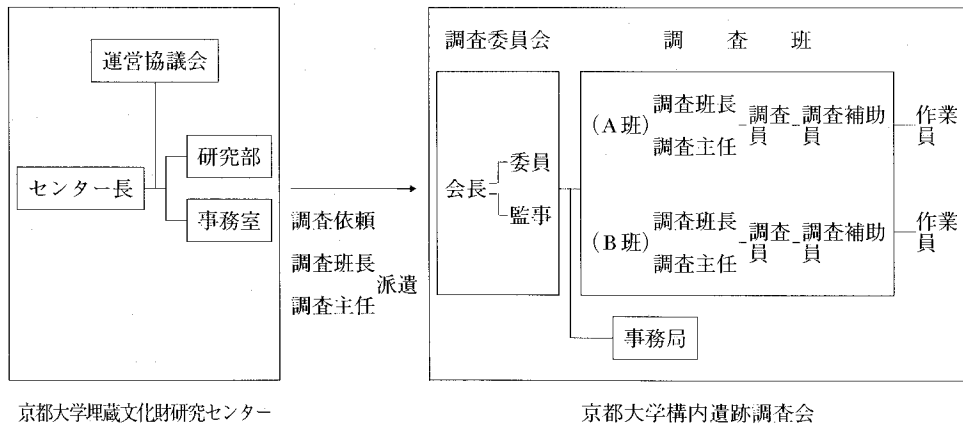 運営協議会
センター長
研究部
事務室
京都大学埋蔵文化財研究センター
調査依頼
調査班長
調査主任
派遣
調査委員会
会長
委員
監事
調査班
(A班)
調査班長
調査主任
調査員
調査補助員
作業員
(B班)
調査班長
調査主任
調査員
調査補助員
作業員
事務局
京都大学構内遺跡調査会